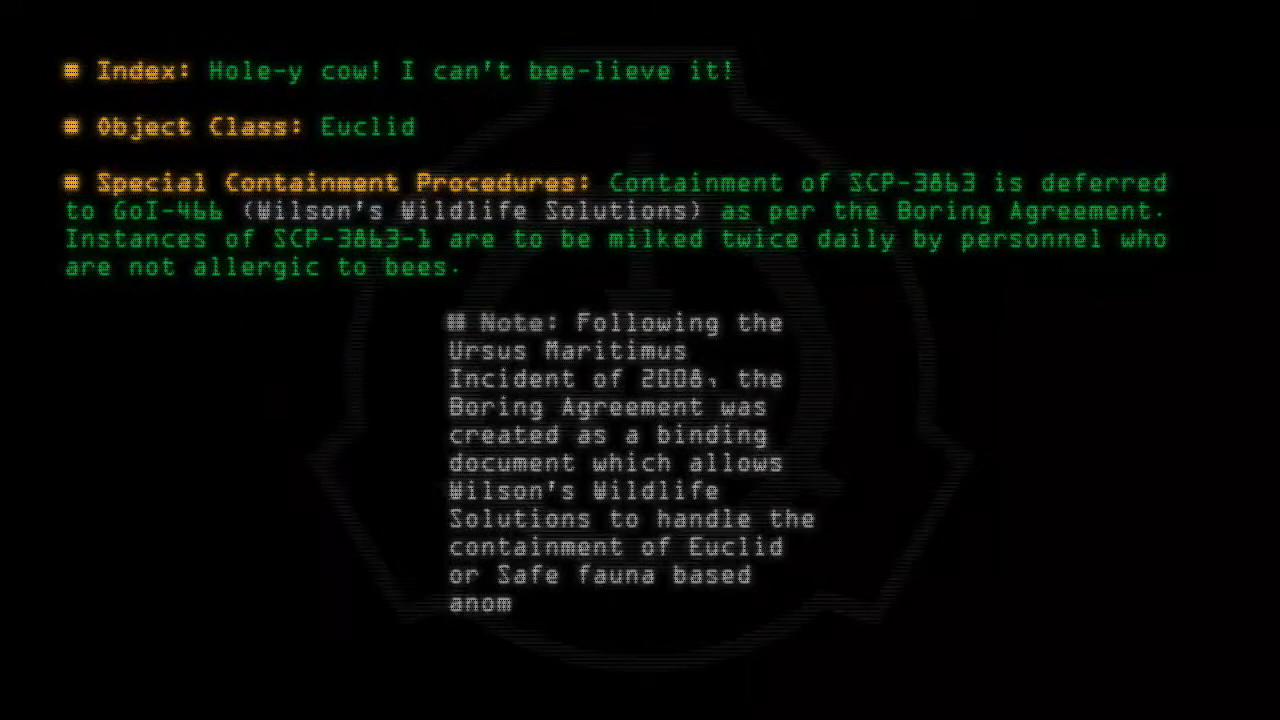 ■ Index: Hole-y cow! I can't bee-lieve it!
■ Object Class: Euclid
■ Special Containment Procedures: Containment of SCP-3863 is deferred
to GoI-466 (Wilson's Wildlife Solutions) as per the Boring Agreement.
Instances of SCP-3863-1 are to be milked twice daily by personnel who
are not allergic to bees.
■ Note: Following the
Ursus Maritimus
Incident of 2008, the
Boring Agreement was
created as a binding
document which allows
Wilson's Wildlife
Solutions to handle the
containment of Euclid
or Safe fauna based
anom